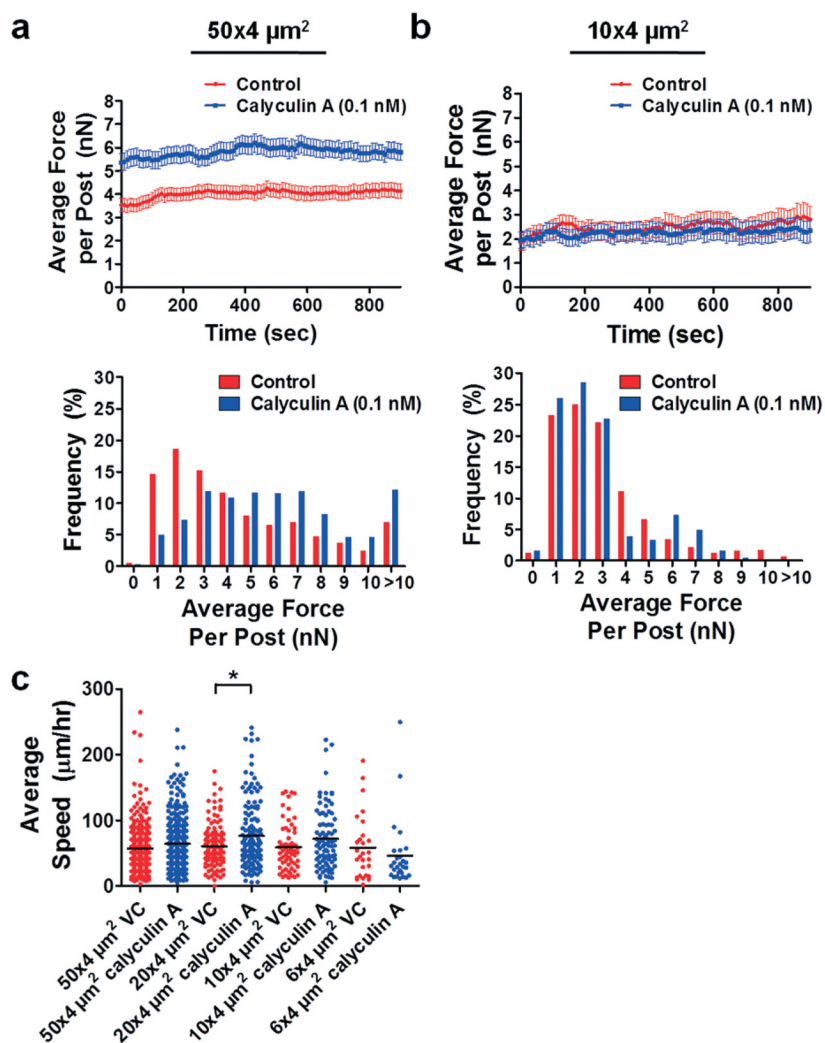 a
50x4 μm²
Control
Calyculin A (0.1 nM)
Average Force
per Post (nN)
8
7
6
5
4
3
2
1
0
0 200 400 600 800
Time (sec)
Control
Calyculin A (0.1 nM)
Frequency (%)
30
25
20
15
10
5
0
0 1 2 3 4 5 6 7 8 9 10 >10
Average Force
Per Post (nN)
b
10x4 μm²
Control
Calyculin A (0.1 nM)
Average Force
per Post (nN)
8
7
6
5
4
3
2
1
0
0 200 400 600 800
Time (sec)
Control
Calyculin A (0.1 nM)
Frequency (%)
30
25
20
15
10
5
0
0 1 2 3 4 5 6 7 8 9 10 >10
Average Force
Per Post (nN)
c
*
Average
Speed (μm/hr)
300
200
100
0
50x4 μm² VC
50x4 μm² calyculin A
20x4 μm² VC
20x4 μm² calyculin A
10x4 μm² VC
10x4 μm² calyculin A
6x4 μm² VC
6x4 μm² calyculin A